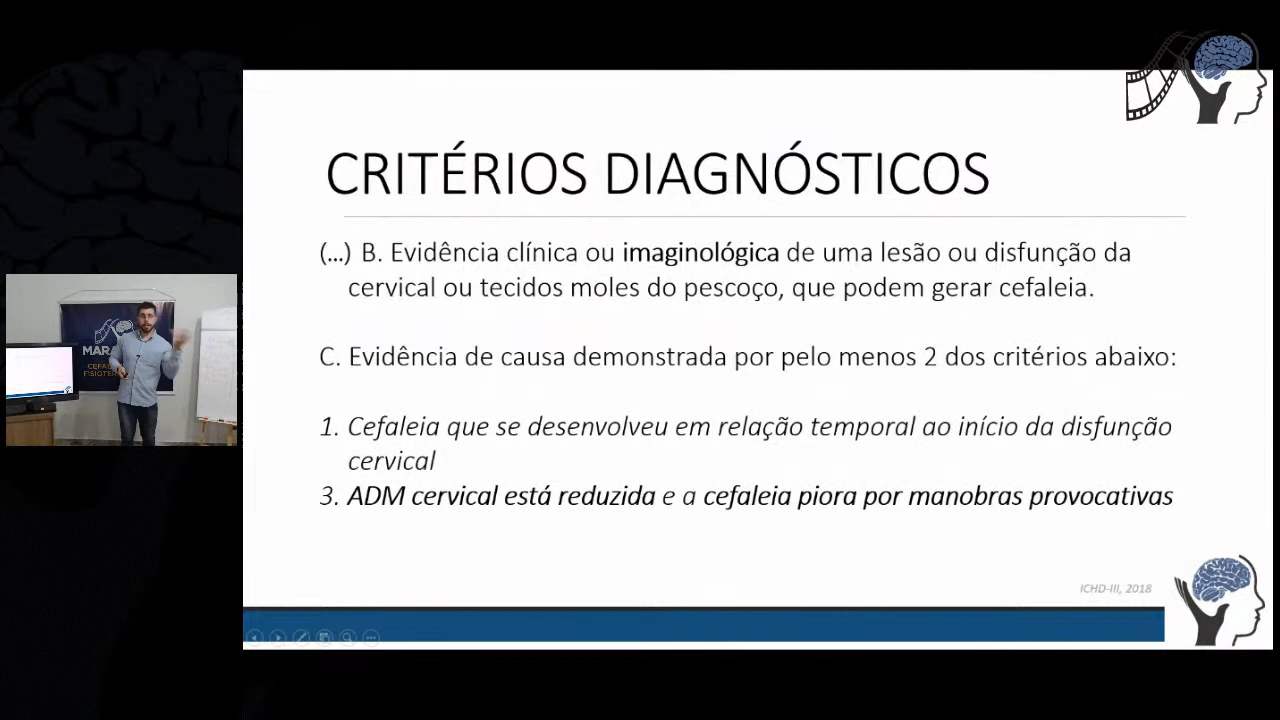 CRITÉRIOS DIAGNÓSTICOS
(...) B. Evidência clínica ou imaginológica de uma lesão ou disfunção da
cervical ou tecidos moles do pescoço, que podem gerar cefaleia.
C. Evidência de causa demonstrada por pelo menos 2 dos critérios abaixo:
1. Cefaleia que se desenvolveu em relação temporal ao início da disfunção
cervical
3. ADM cervical está reduzida e a cefaleia piora por manobras provocativas
ICHD-III, 2018